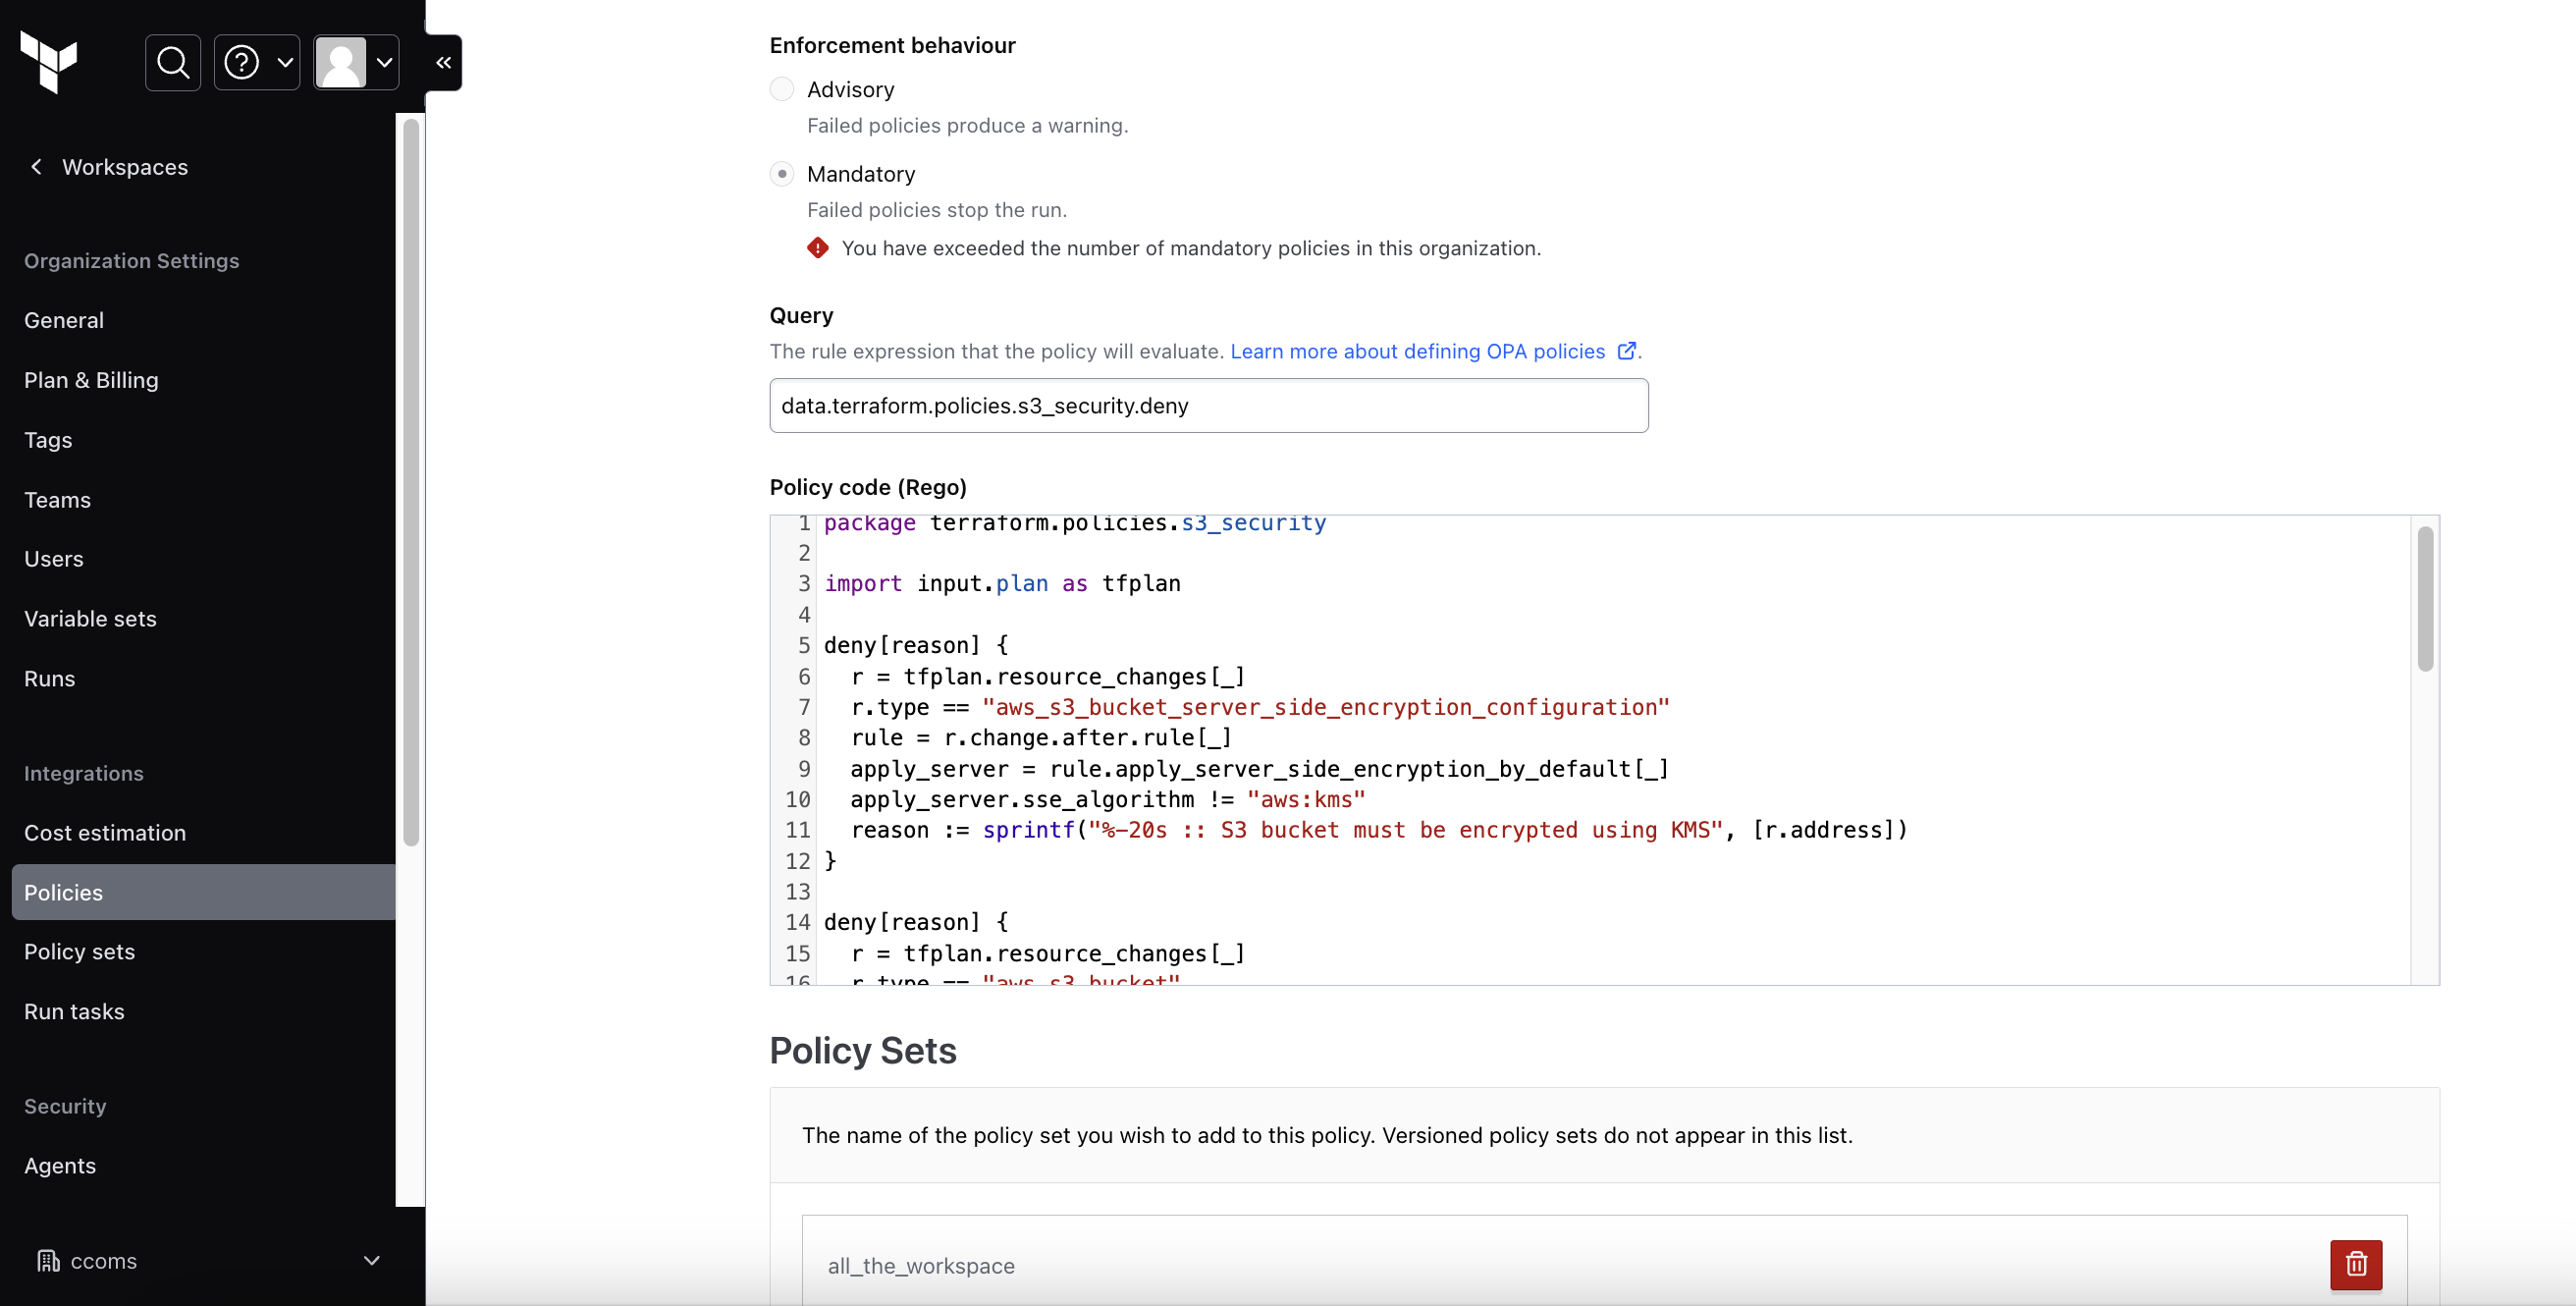 Workspaces
Organization Settings
General
Plan & Billing
Tags
Teams
Users
Variable sets
Runs
Integrations
Cost estimation
Policies
Policy sets
Run tasks
Security
Agents
ccoms
Enforcement behaviour
Advisory
Failed policies produce a warning.
Mandatory
Failed policies stop the run.
You have exceeded the number of mandatory policies in this organization.
Query
The rule expression that the policy will evaluate. Learn more about defining OPA policies.
data.terraform.policies.s3_security.deny
Policy code (Rego)
1 package terraform.policies.s3_security
2
3 import input.plan as tfplan
4
5 deny[reason] {
6   r = tfplan.resource_changes[_]
7   r.type == "aws_s3_bucket_server_side_encryption_configuration"
8   rule = r.change.after.rule[_]
9   apply_server = rule.apply_server_side_encryption_by_default[_]
10   apply_server.sse_algorithm != "aws:kms"
11   reason := sprintf("%-20s :: S3 bucket must be encrypted using KMS", [r.address])
12 }
13
14 deny[reason] {
15   r = tfplan.resource_changes[_]
16   r.type == "aws_s3_bucket"
Policy Sets
The name of the policy set you wish to add to this policy. Versioned policy sets do not appear in this list.
all_the_workspace